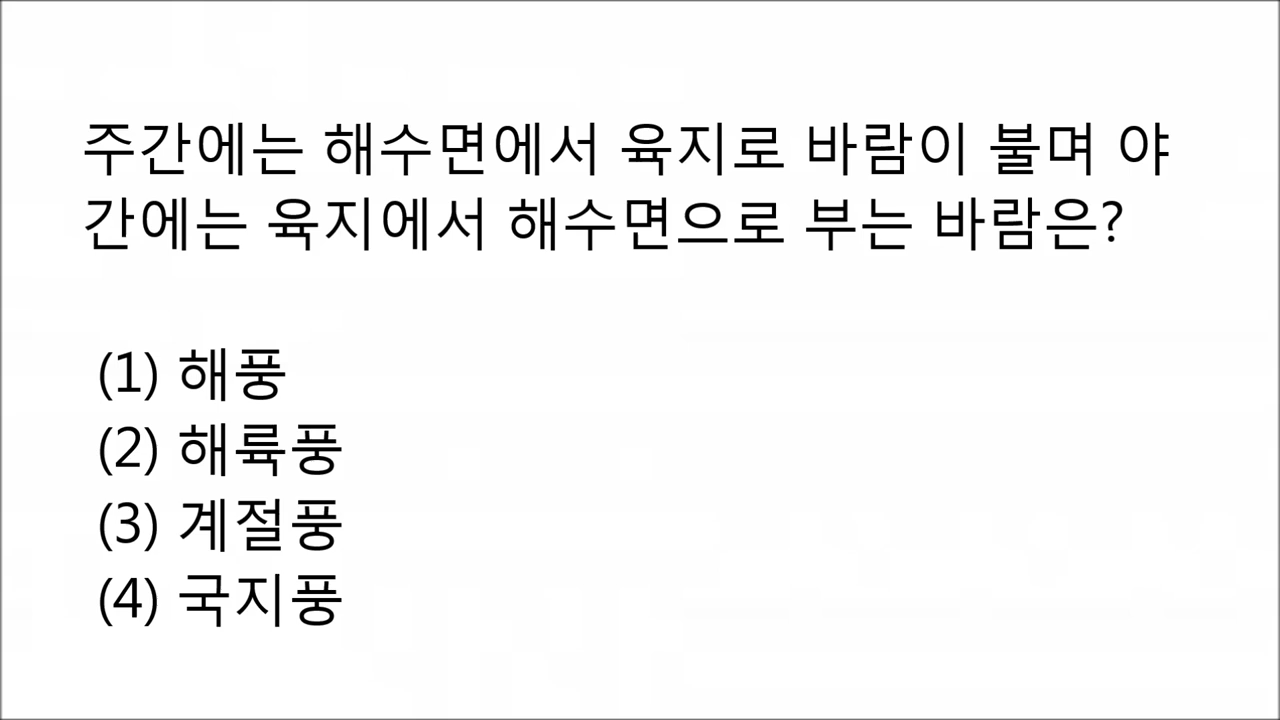 주간에는 해수면에서 육지로 바람이 불며 야
간에는 육지에서 해수면으로 부는 바람은?
(1) 해풍
(2) 해륙풍
(3) 계절풍
(4) 국지풍